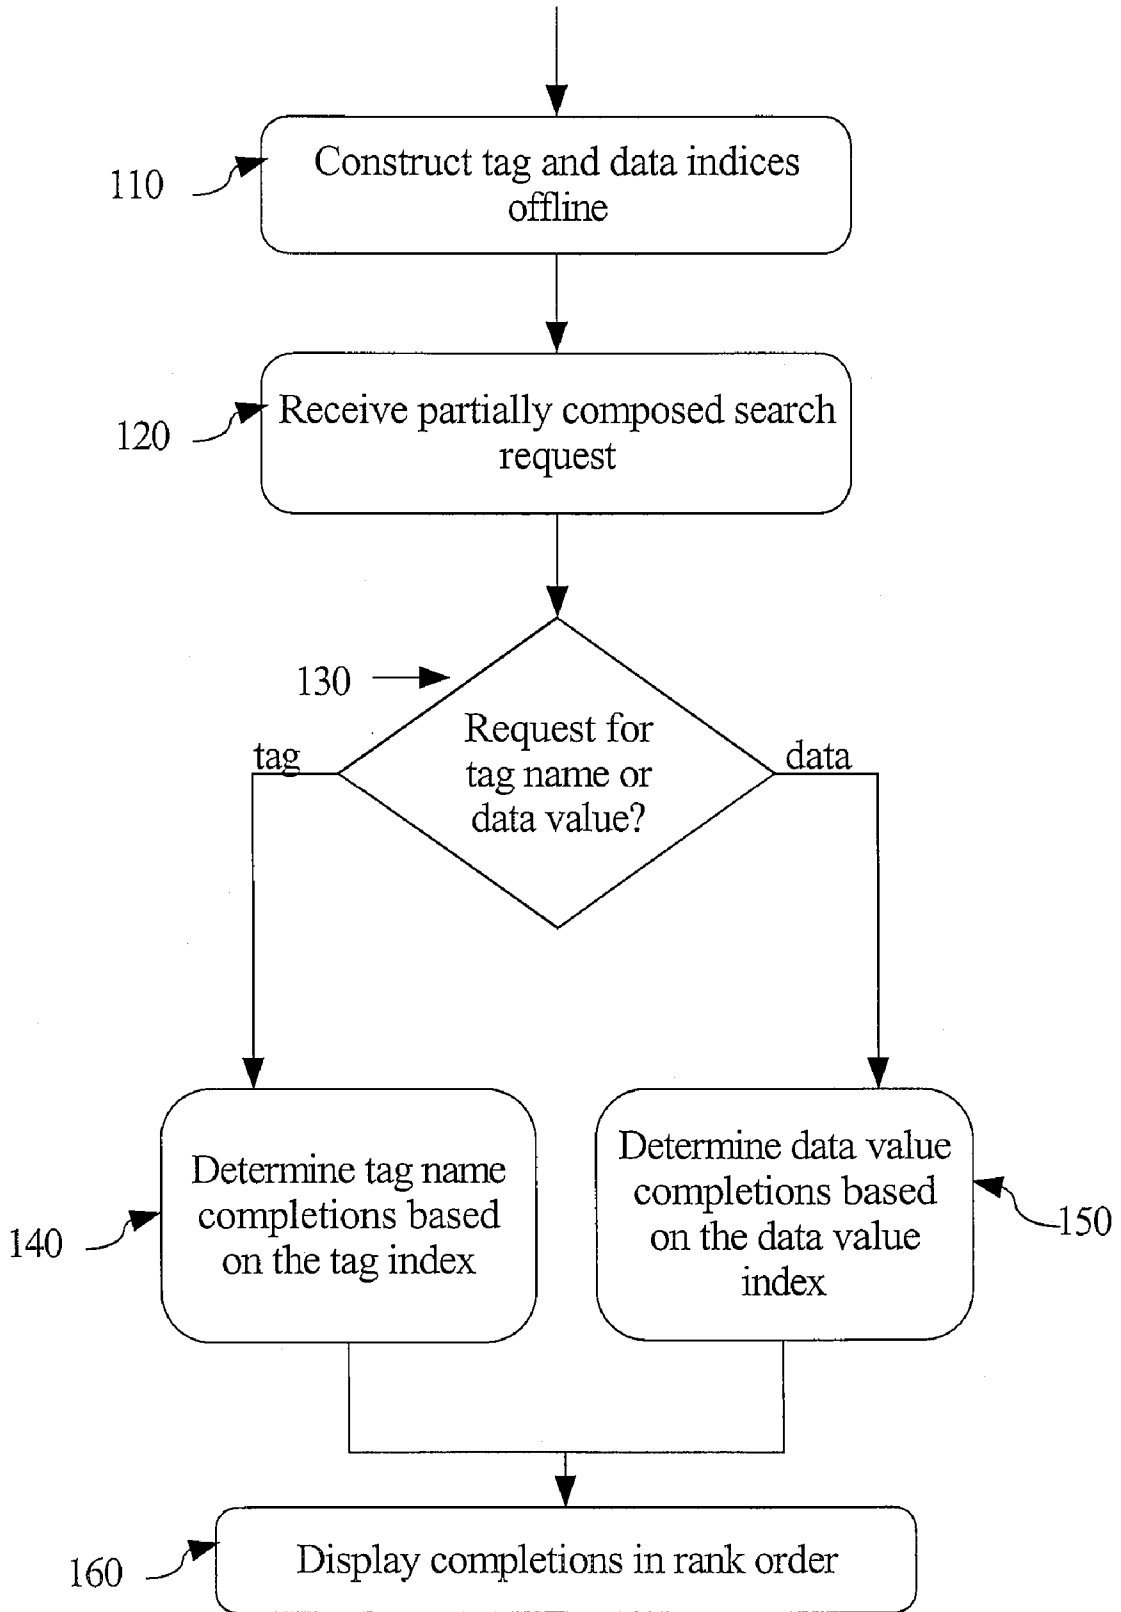 110
Construct tag and data indices
offline
120
Receive partially composed search
request
130
Request for
tag name or
data value?
tag
data
140
Determine tag name
completions based
on the tag index
Determine data value
completions based
on the data value
index
150
160
Display completions in rank order